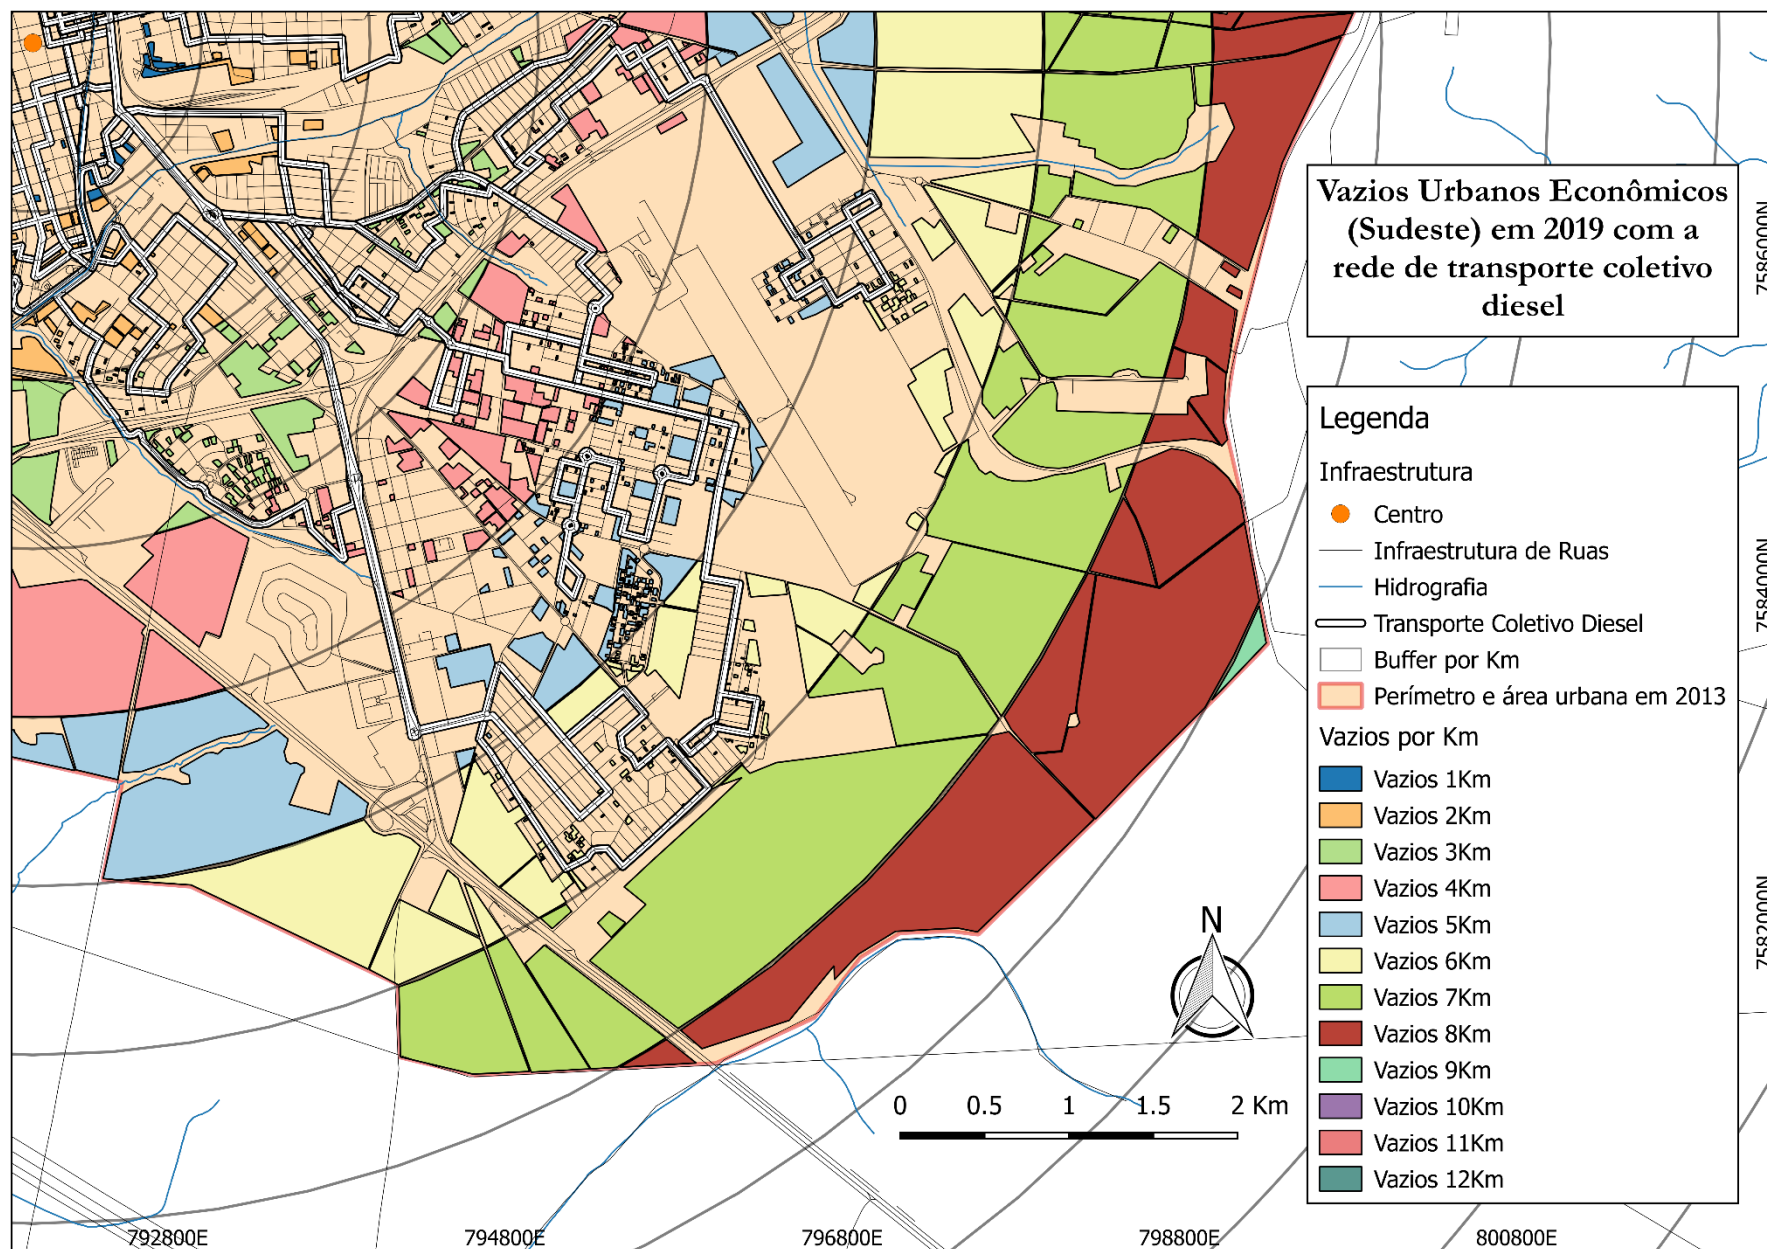 Vazios Urbanos Econômicos
(Sudeste) em 2019 com a
rede de transporte coletivo
diesel
7586000N
Legenda
Infraestrutura
Centro
Infraestrutura de Ruas
Hidrografia
Transporte Coletivo Diesel
Buffer por Km
Perímetro e área urbana em 2013
Vazios por Km
Vazios 1Km
Vazios 2Km
Vazios 3Km
Vazios 4Km
Vazios 5Km
Vazios 6Km
Vazios 7Km
Vazios 8Km
Vazios 9Km
Vazios 10Km
Vazios 11Km
Vazios 12Km
7584000N
7582000N
N
0 0.5 1 1.5 2 Km
792800E 794800E 796800E 798800E 800800E